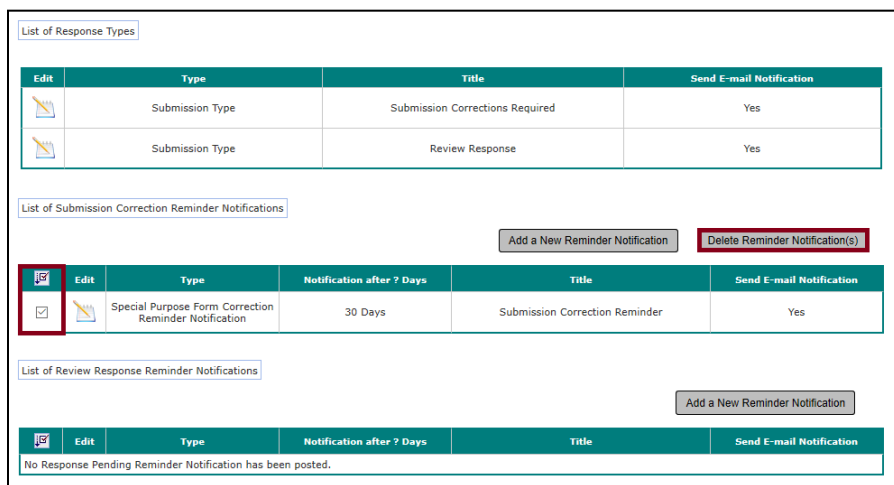 List of Response Types
Edit Type Title Send E-mail Notification
Submission Type Submission Corrections Required Yes
Submission Type Review Response Yes
List of Submission Correction Reminder Notifications
Add a New Reminder Notification Delete Reminder Notification(s)
Edit Type Notification after ? Days Title Send E-mail Notification
Special Purpose Form Correction
Reminder Notification 30 Days Submission Correction Reminder Yes
List of Review Response Reminder Notifications
Add a New Reminder Notification
Edit Type Notification after ? Days Title Send E-mail Notification
No Response Pending Reminder Notification has been posted.